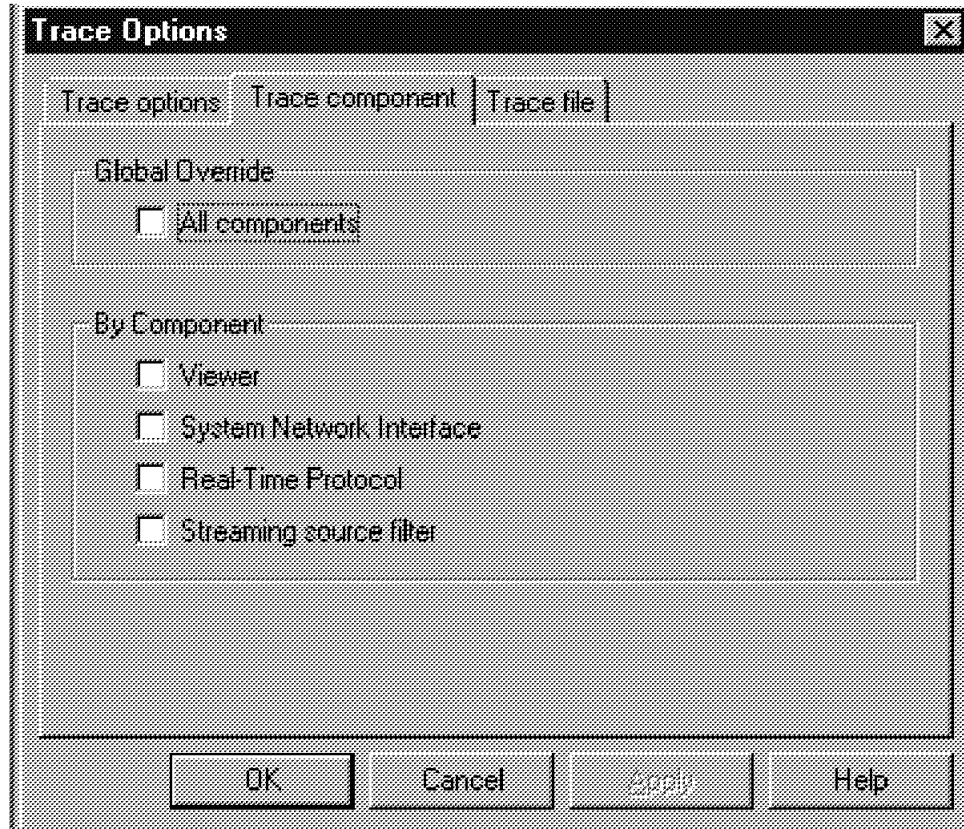 Trace Options
Trace options Trace component Trace file
Global Override
All components
By Component
Viewer
System Network Interface
Real-Time Protocol
Streaming source filter
OK Cancel Apply Help